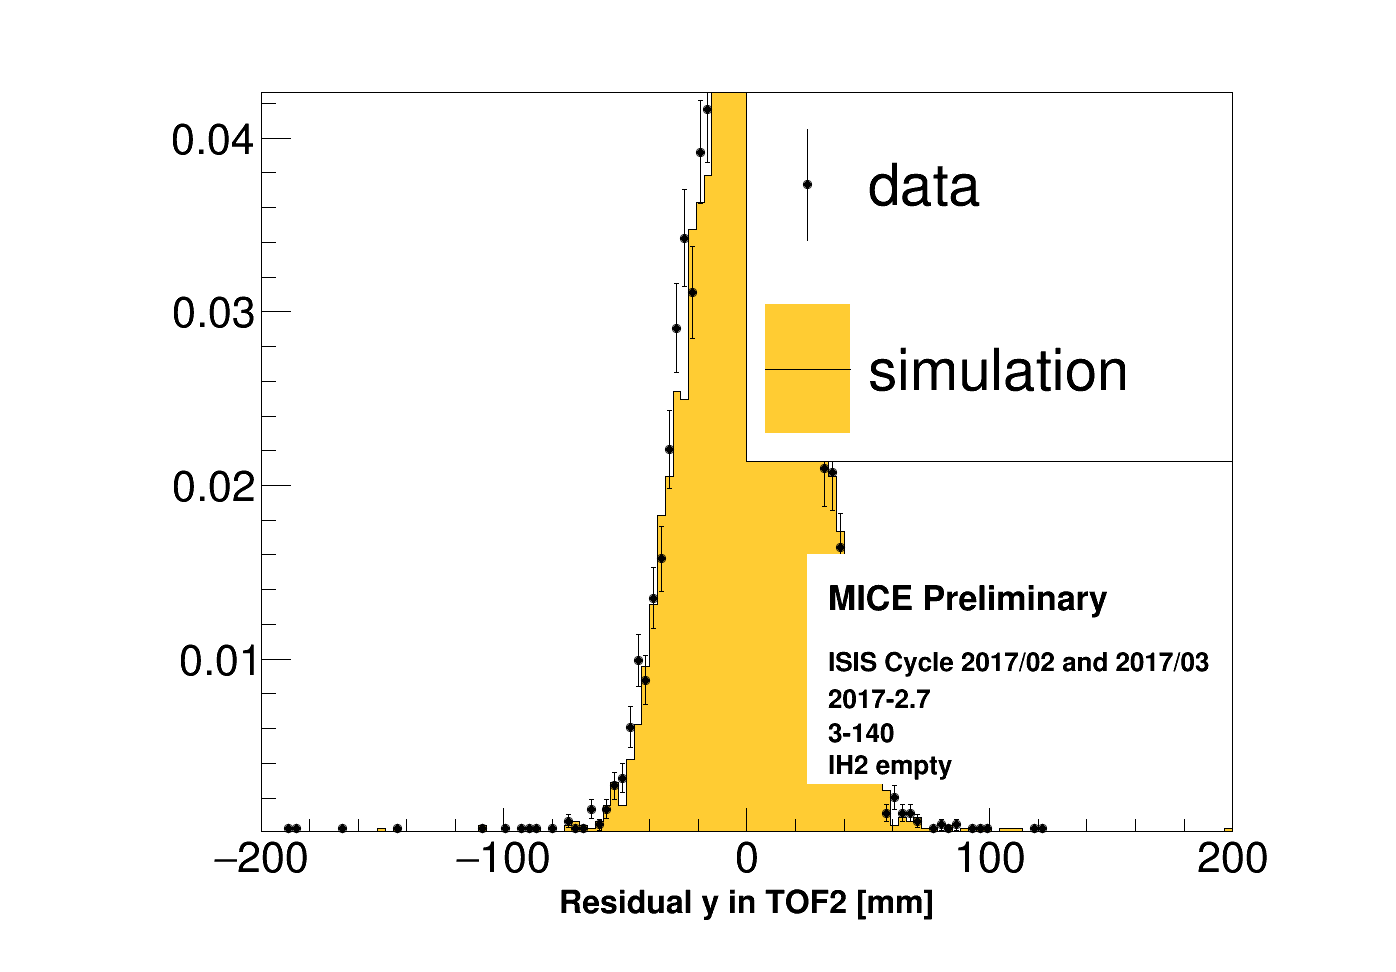 0.04
data
0.03
simulation
0.02
MICE Preliminary
0.01
ISIS Cycle 2017/02 and 2017/03
2017-2.7
3-140
IH2 empty
−200 −100 0 100 200
Residual y in TOF2 [mm]